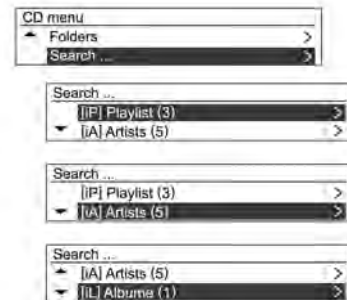 CD menu
Folders >
Search ... >
Search ...
[iP] Playlist (3) >
[iA] Artists (5) >
Search ...
[iP] Playlist (3) >
[iA] Artists (5) >
Search ...
[iA] Artists (5) >
[iL] Albume (1) >